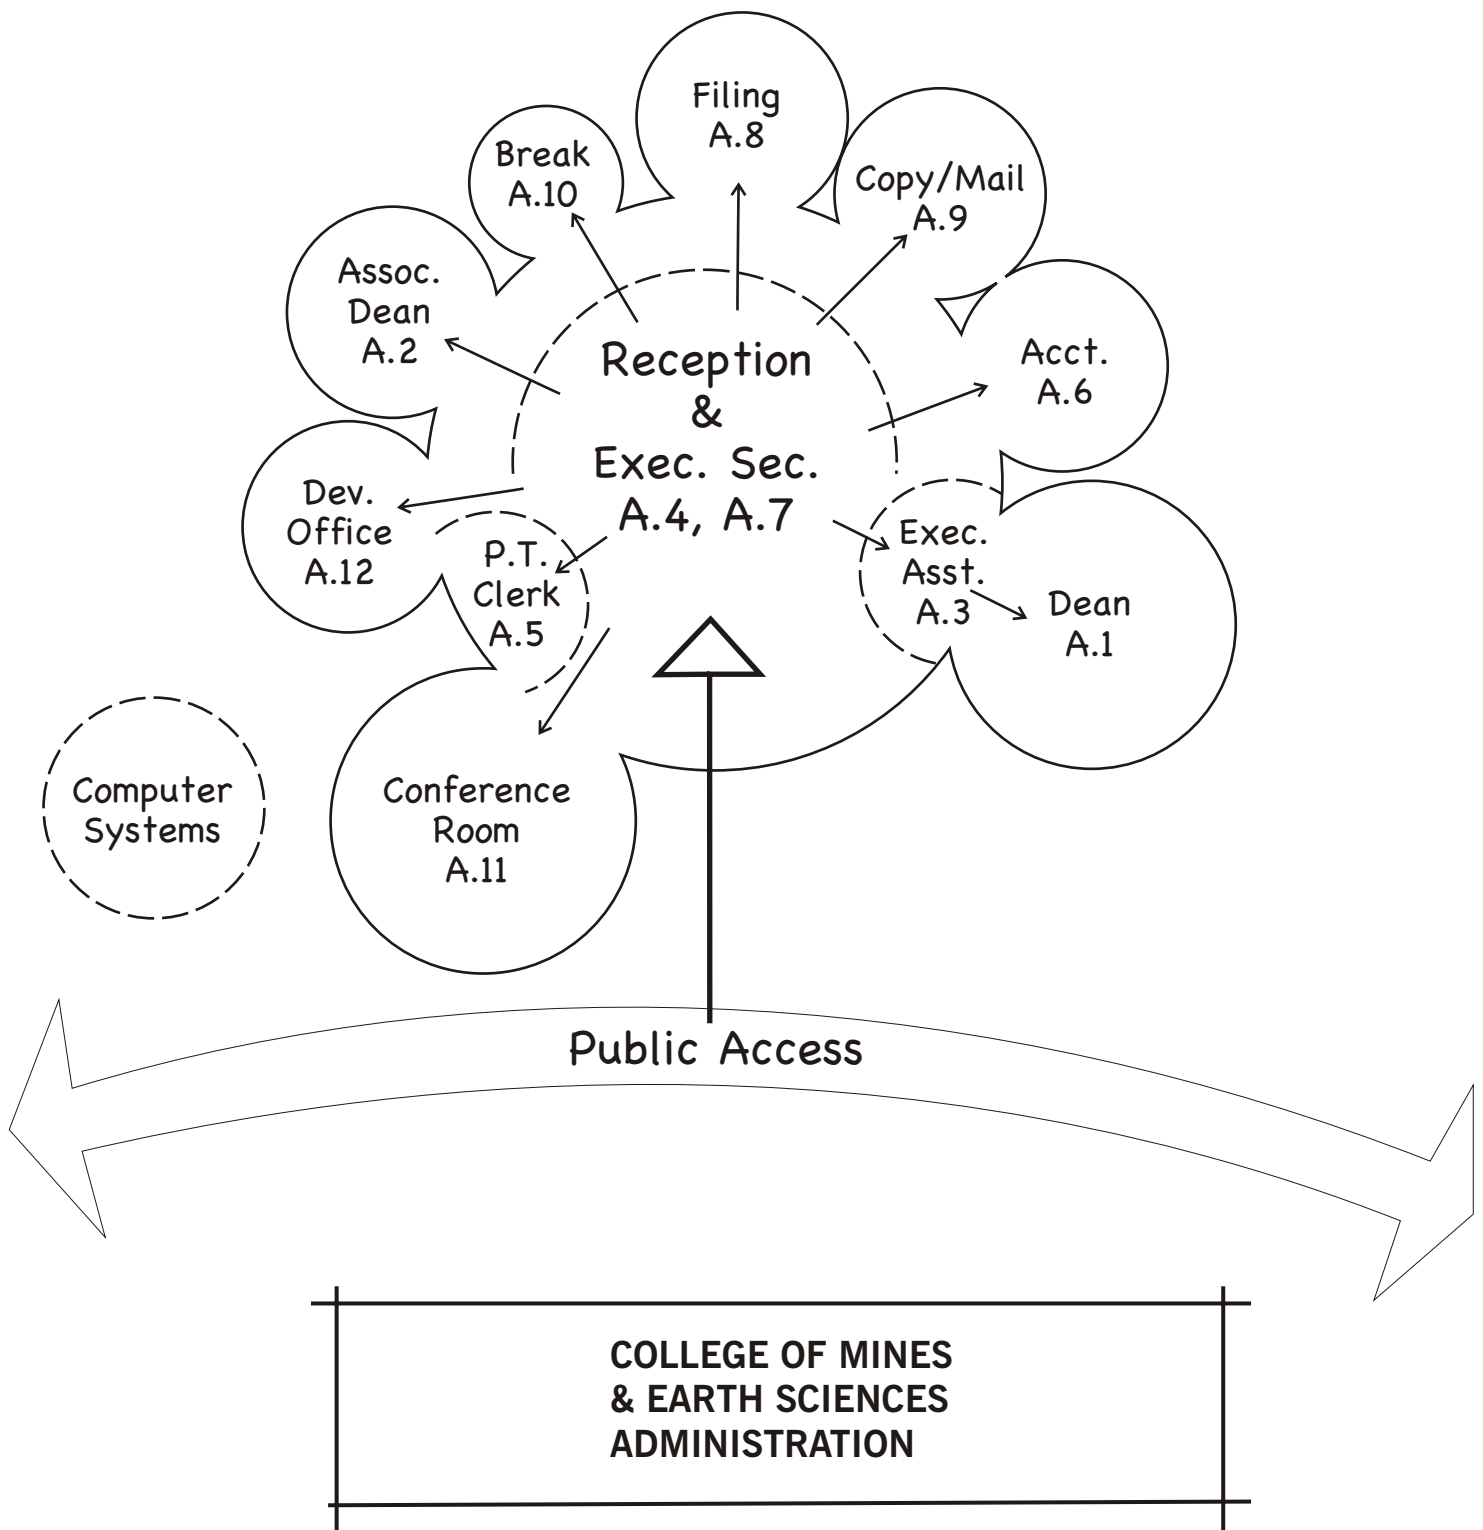 Filing
A.8
Break
A.10
Copy/Mail
A.9
Assoc.
Dean
A.2
Reception
&
Exec. Sec.
A.4, A.7
Acct.
A.6
Dev.
Office
A.12
P.T.
Clerk
A.5
Exec.
Asst.
A.3
Dean
A.1
Computer
Systems
Conference
Room
A.11
Public Access
COLLEGE OF MINES
& EARTH SCIENCES
ADMINISTRATION